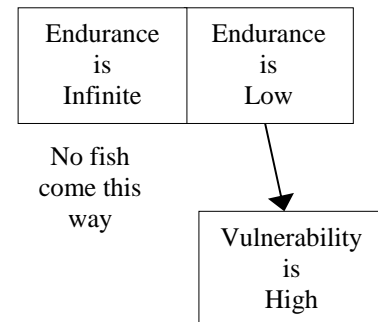 Endurance
is
Infinite
Endurance
is
Low
No fish
come this
way
Vulnerability
is
High